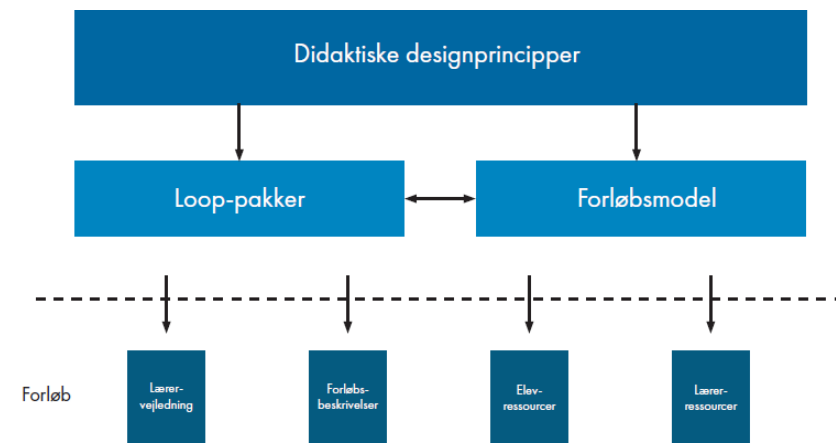 Didaktiske designprincipper
Loop-pakker
Forløbsmodel
Forløb
Lærer-
vejledning
Forløbs-
beskrivelser
Elev-
ressourcer
Lærer-
ressourcer